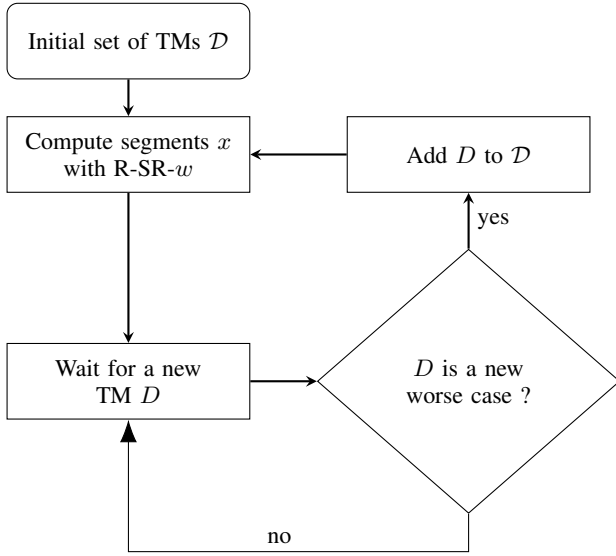 Initial set of TMs 𝒟
Compute segments x
with R-SR-w
Add D to 𝒟
yes
Wait for a new
TM D
D is a new
worse case ?
no